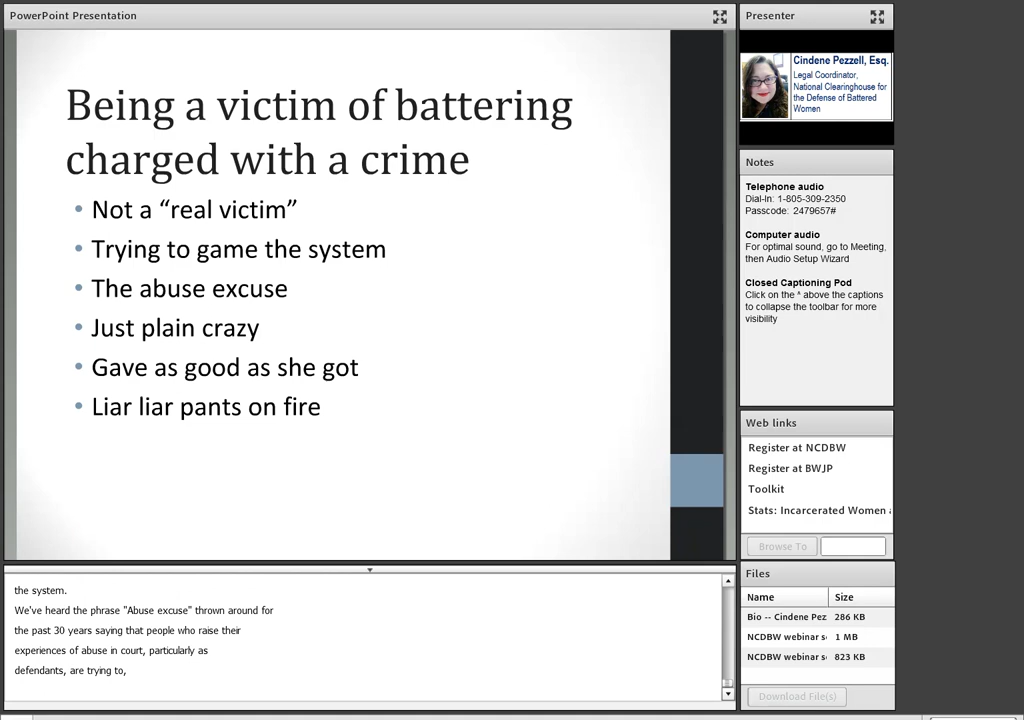 PowerPoint Presentation
Being a victim of battering
charged with a crime
• Not a “real victim”
• Trying to game the system
• The abuse excuse
• Just plain crazy
• Gave as good as she got
• Liar liar pants on fire
the system.
We've heard the phrase "Abuse excuse" thrown around for
the past 30 years saying that people who raise their
experiences of abuse in court, particularly as
defendants, are trying to,
Presenter
Cindene Pezzell, Esq.
Legal Coordinator,
National Clearinghouse for
the Defense of Battered
Women
Notes
Telephone audio
Dial-In: 1-805-309-2350
Passcode: 2479657#
Computer audio
For optimal sound, go to Meeting,
then Audio Setup Wizard
Closed Captioning Pod
Click on the ^ above the captions
to collapse the toolbar for more
visibility
Web links
Register at NCDBW
Register at BWJP
Toolkit
Stats: Incarcerated Women
Browse To
Files
Name Size
Bio -- Cindene Pez 286 KB
NCDBW webinar s 1 MB
NCDBW webinar s 823 KB
Download File(s)